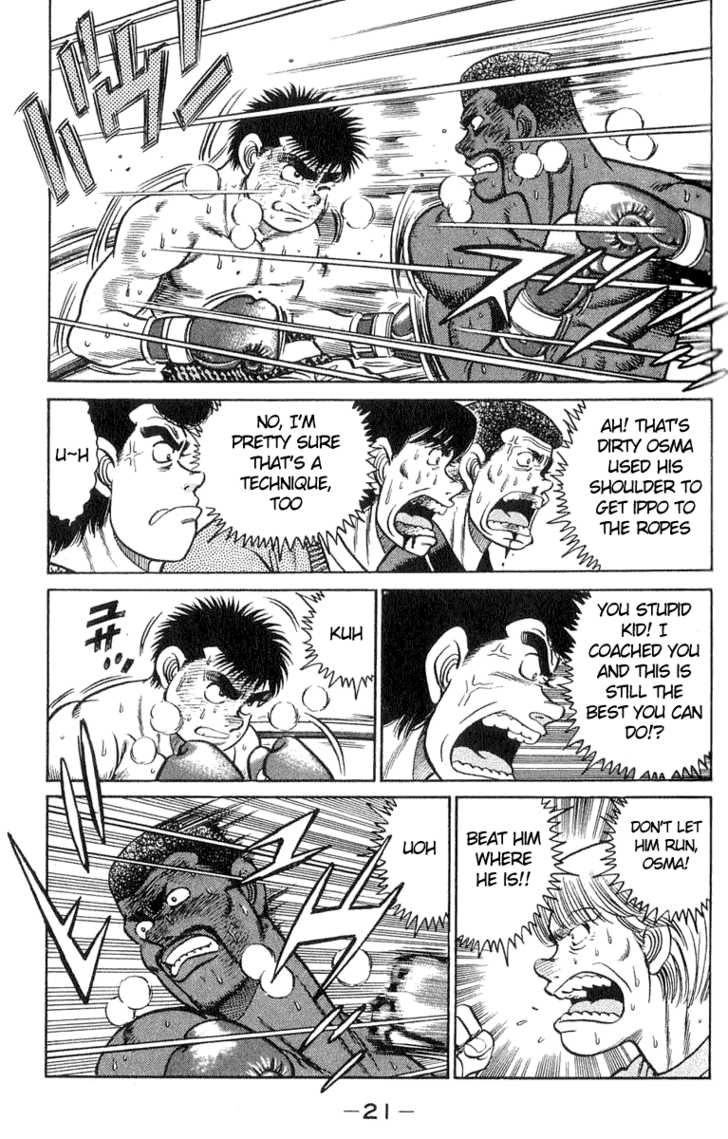 AH! THAT'S
DIRTY OSMA
USED HIS
SHOULDER TO
GET IPPO TO
THE ROPES
NO, I'M
PRETTY SURE
THAT'S A
TECHNIQUE,
TOO
U~H
YOU STUPID
KID! I
COACHED YOU
AND THIS IS
STILL THE
BEST YOU CAN
DO!?
KUH
DON'T LET
HIM RUN,
OSMA!
BEAT HIM
WHERE
HE IS!!
UOH
-21-